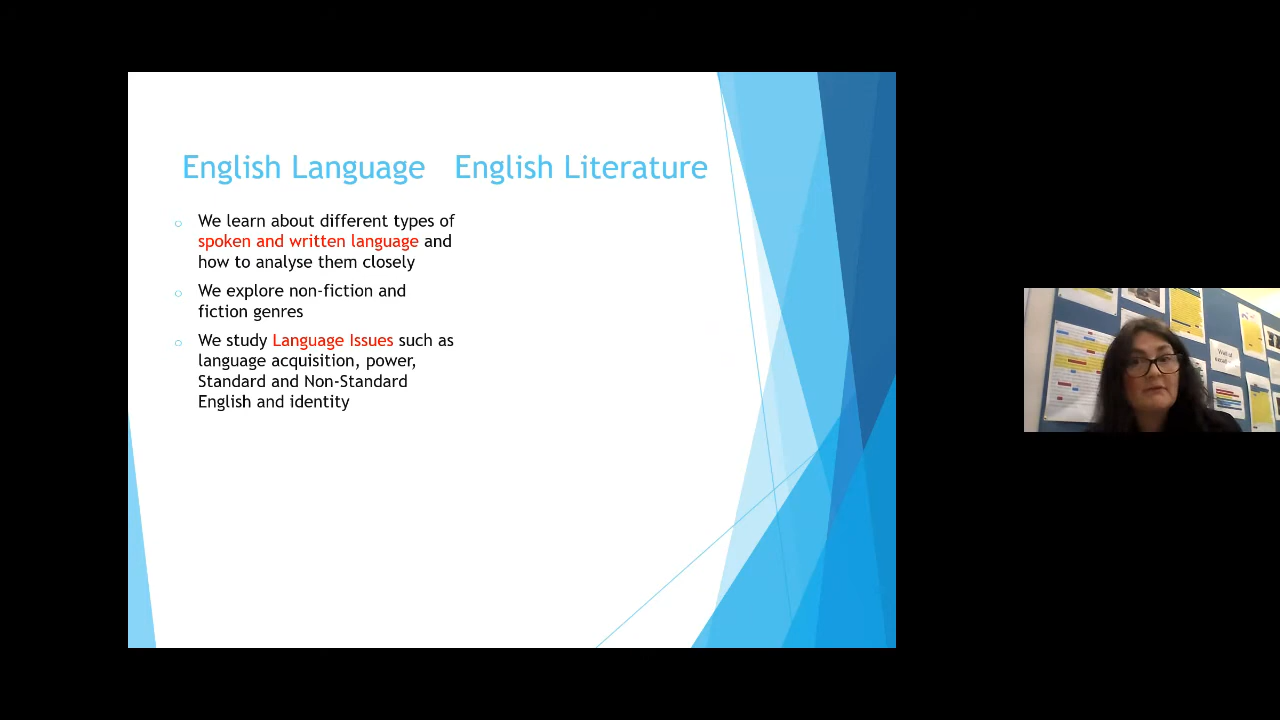 English Language English Literature
We learn about different types of
spoken and written language and
how to analyse them closely
We explore non-fiction and
fiction genres
We study Language Issues such as
language acquisition, power,
Standard and Non-Standard
English and identity